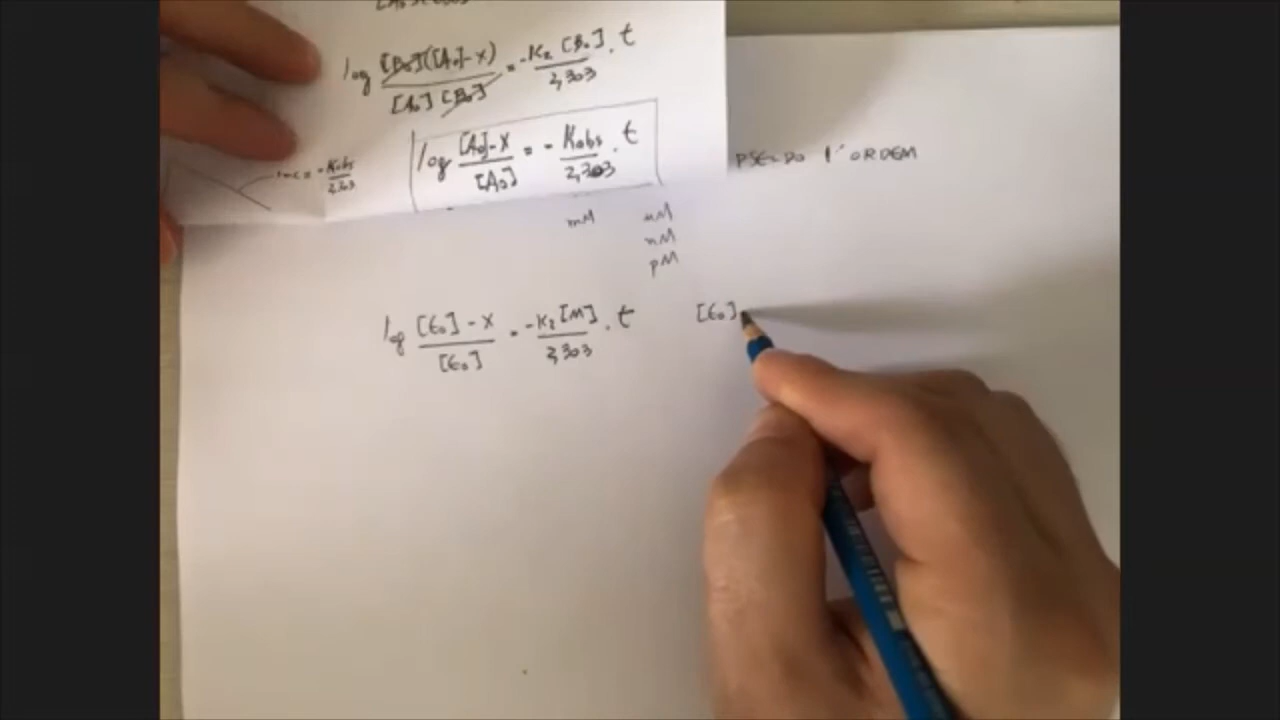 log [B₀]([A₀]-x) / [A₀][B₀] = -K₂[B₀] / 2,303 . t
log [A₀]-x / [A₀] = - Kobs / 2,303 . t
= -Kobs / 2,303
PSEUDO 1ª ORDEM
mM uM
nM
pM
log [E₀]-x / [E₀] = -K₂[M] / 2,303 . t [E₀]